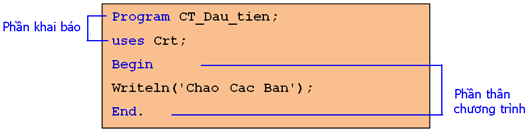 Phần khai báo
Program CT_Dau_tien;
uses Crt;
Begin
Writeln('Chao Cac Ban');
End.
Phần thân
chương trình